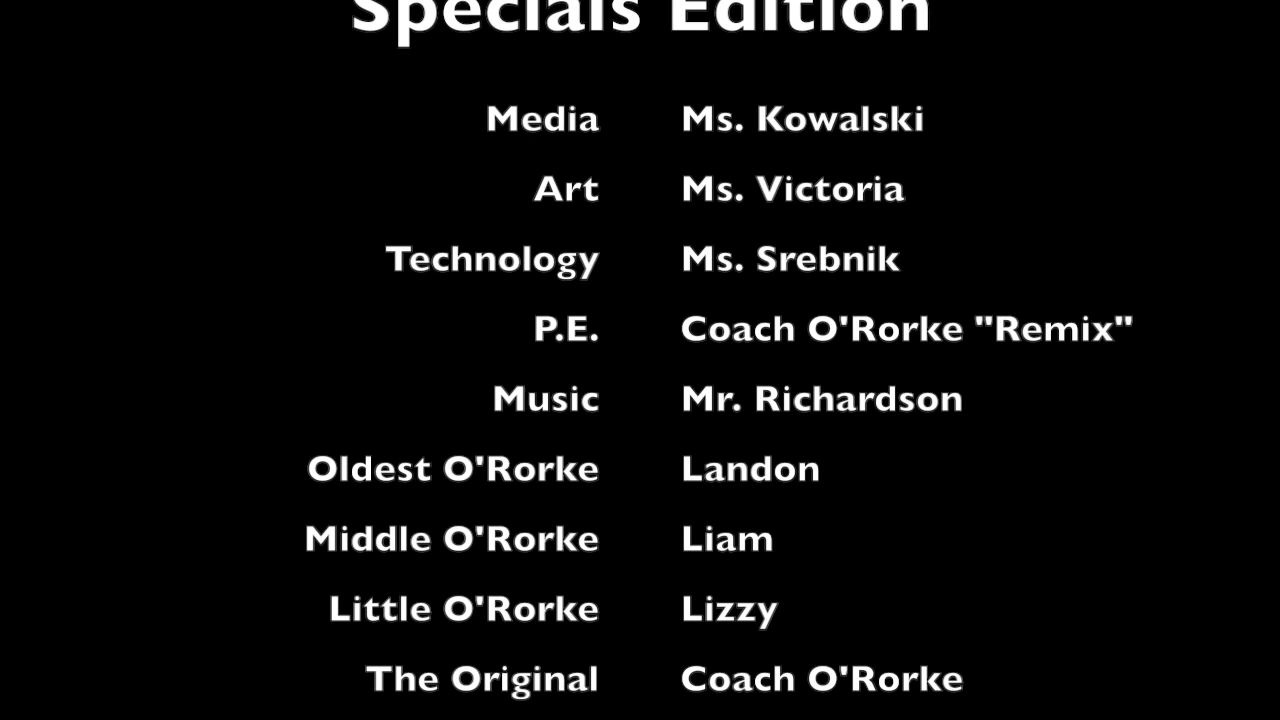 Specials Edition
Media Ms. Kowalski
Art Ms. Victoria
Technology Ms. Srebnik
P.E. Coach O'Rorke "Remix"
Music Mr. Richardson
Oldest O'Rorke Landon
Middle O'Rorke Liam
Little O'Rorke Lizzy
The Original Coach O'Rorke